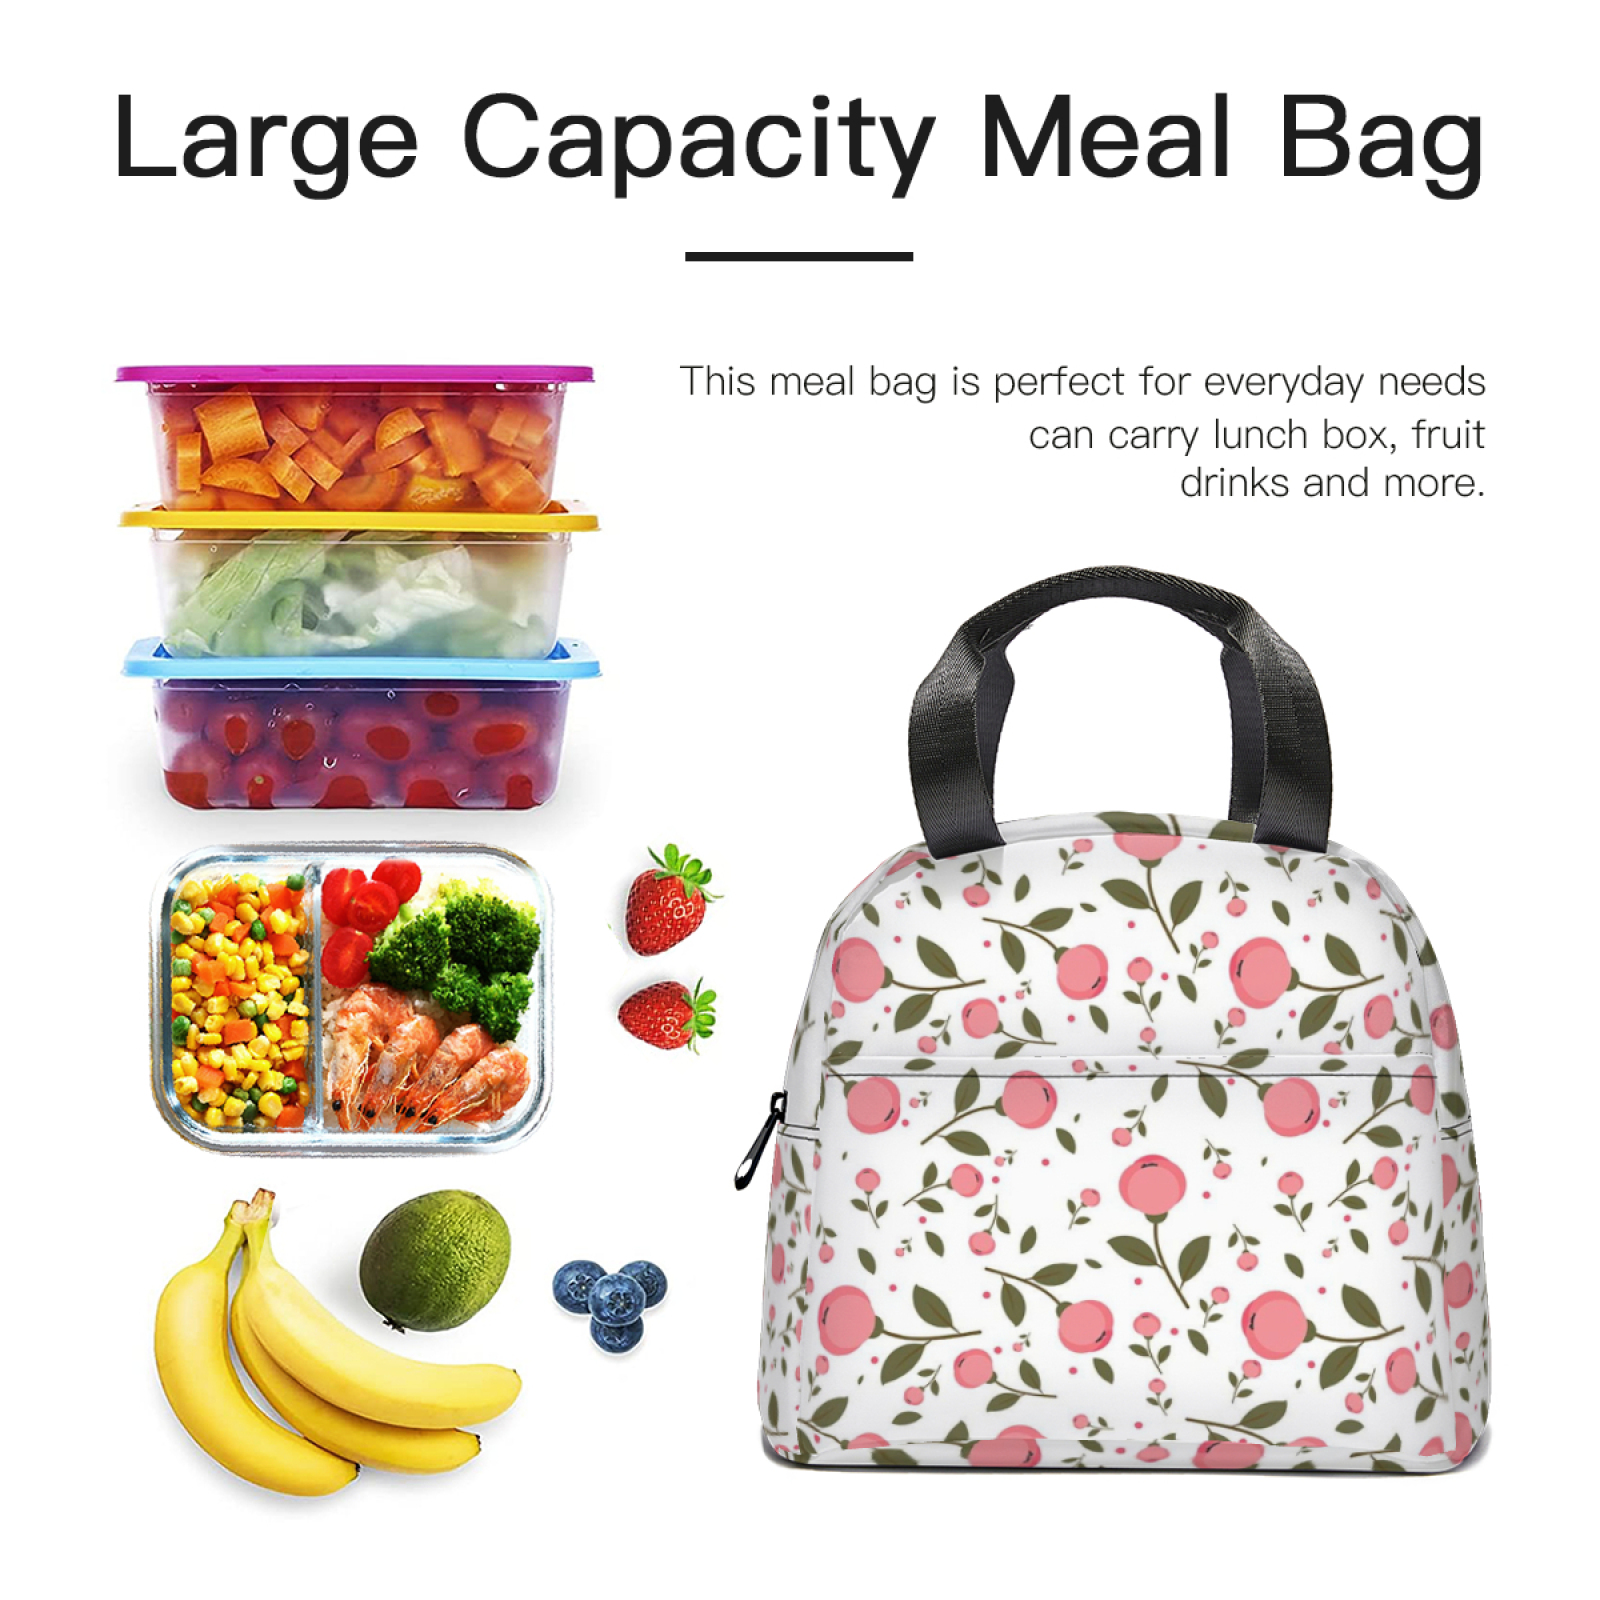 Large Capacity Meal Bag
This meal bag is perfect for everyday needs
can carry lunch box, fruit
drinks and more.